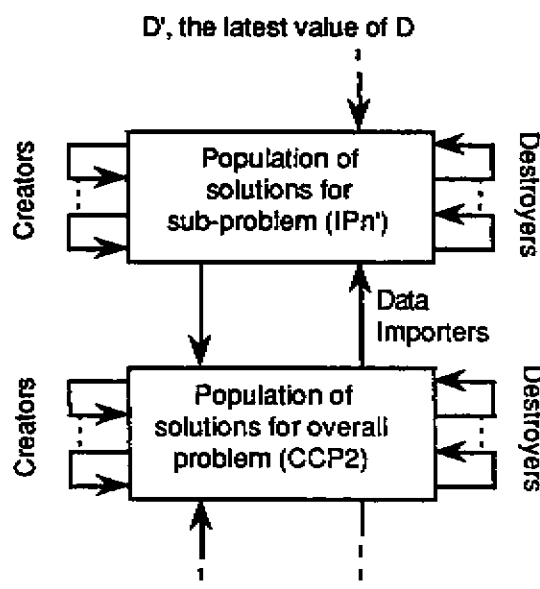 D', the latest value of D
Creators
Population of
solutions for
sub-problem (IPn')
Destroyers
Data
Importers
Creators
Population of
solutions for overall
problem (CCP2)
Destroyers